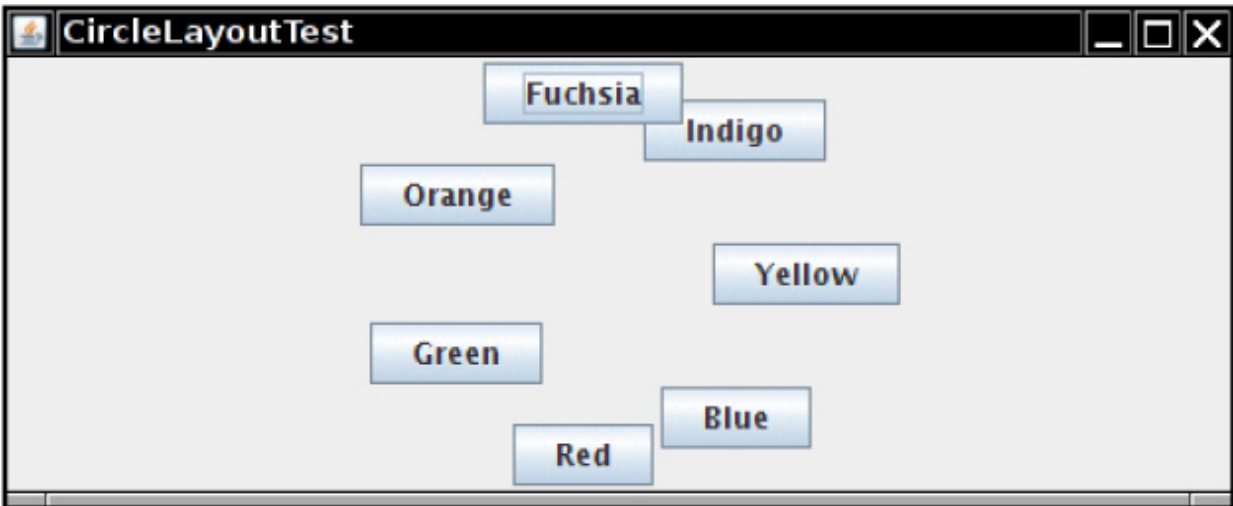 CircleLayoutTest
Fuchsia
Indigo
Orange
Yellow
Green
Blue
Red